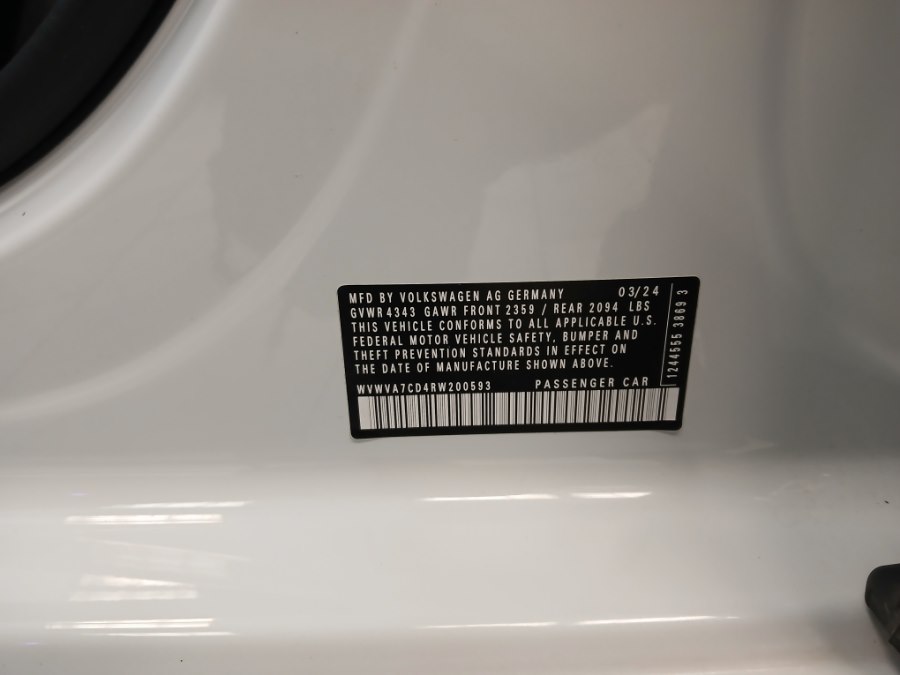 MFD BY VOLKSWAGEN AG GERMANY 03/24
GVWR 4343 GAWR FRONT 2359 / REAR 2094 LBS
THIS VEHICLE CONFORMS TO ALL APPLICABLE U.S.
FEDERAL MOTOR VEHICLE SAFETY, BUMPER AND
THEFT PREVENTION STANDARDS IN EFFECT ON
THE DATE OF MANUFACTURE SHOWN ABOVE.
WVWVA7CD4RW200593 PASSENGER CAR
1244555 3869 3